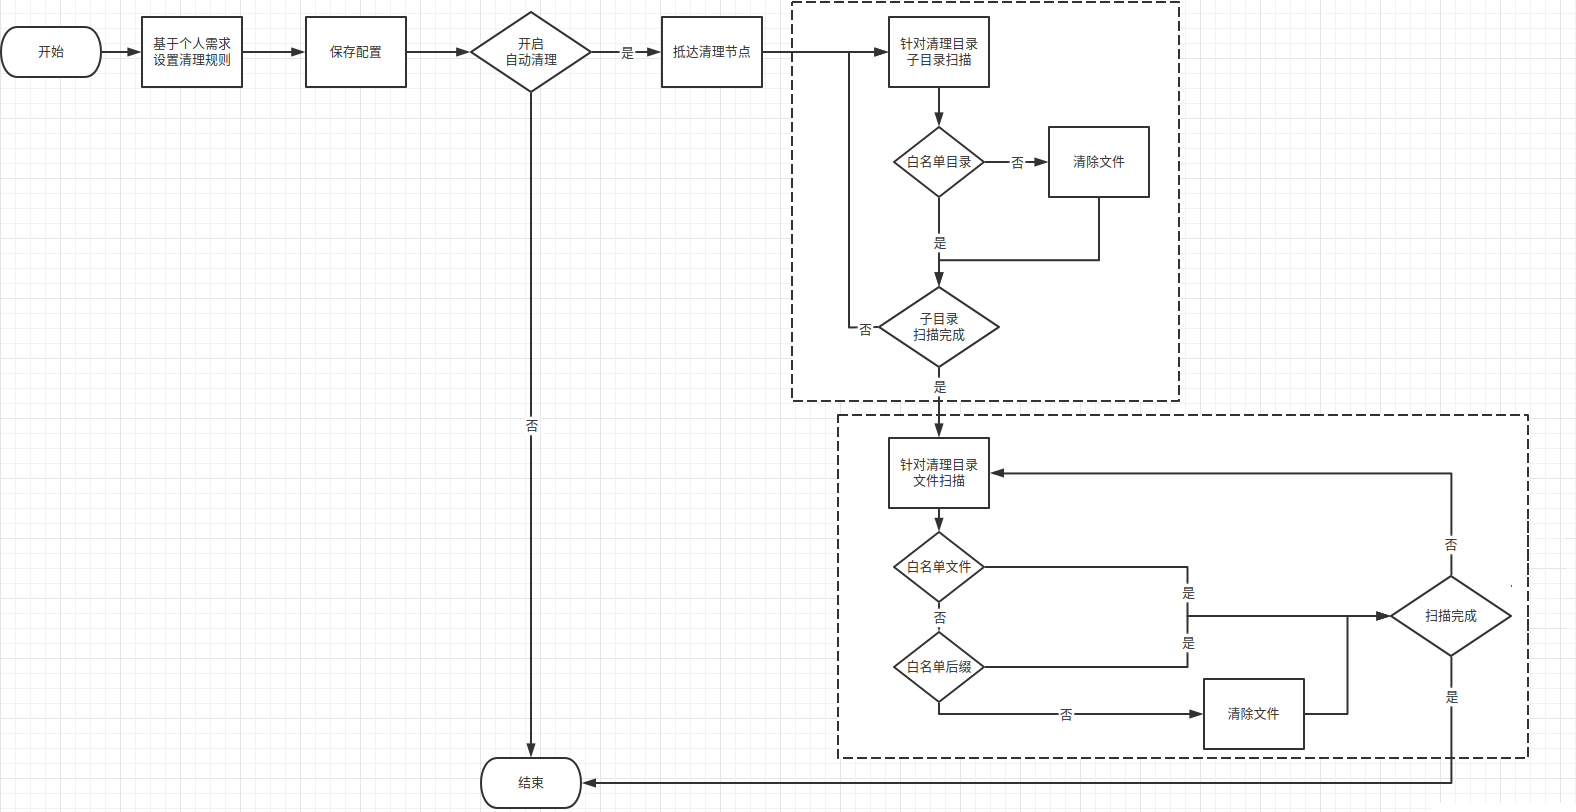 开始
基于个人需求
设置清理规则
保存配置
开启
自动清理
是
抵达清理节点
针对清理目录
子目录扫描
白名单目录
否
清除文件
是
子目录
扫描完成
否
是
否
针对清理目录
文件扫描
白名单文件
是
否
否
扫描完成
白名单后缀
是
否
清除文件
是
结束